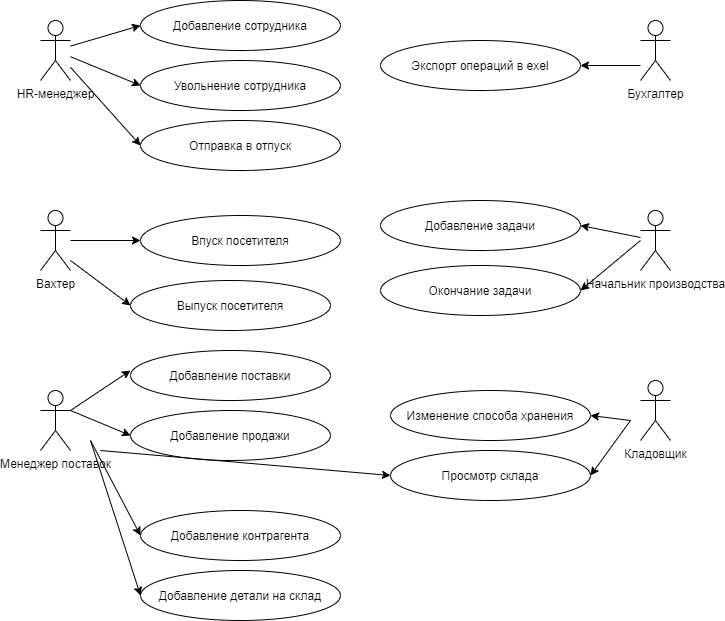 Добавление сотрудника
HR-менеджер
Увольнение сотрудника
Отправка в отпуск
Экспорт операций в exel
Бухгалтер
Вахтер
Впуск посетителя
Выпуск посетителя
Добавление задачи
Окончание задачи
Начальник производства
Добавление поставки
Добавление продажи
Менеджер поставок
Изменение способа хранения
Кладовщик
Просмотр склада
Добавление контрагента
Добавление детали на склад